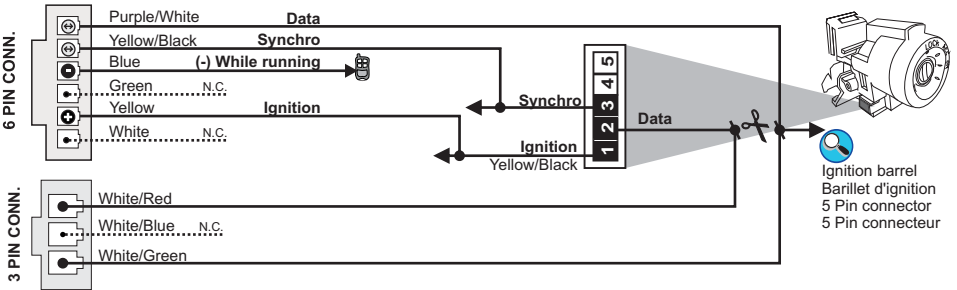 6 PIN CONN.
Purple/White Data
Yellow/Black Synchro
Blue (-) While running
Green N.C.
Yellow Ignition
White N.C.
3 PIN CONN.
White/Red
White/Blue N.C.
White/Green
5
4
3 Synchro
2 Data
1 Ignition
Yellow/Black
LOCK
Ignition barrel
Barillet d'ignition
5 Pin connector
5 Pin connecteur